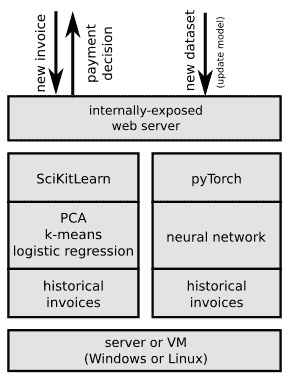 new invoice
payment
decision
new dataset
(update model)
internally-exposed
web server
SciKitLearn
PCA
k-means
logistic regression
historical
invoices
pyTorch
neural network
historical
invoices
server or VM
(Windows or Linux)